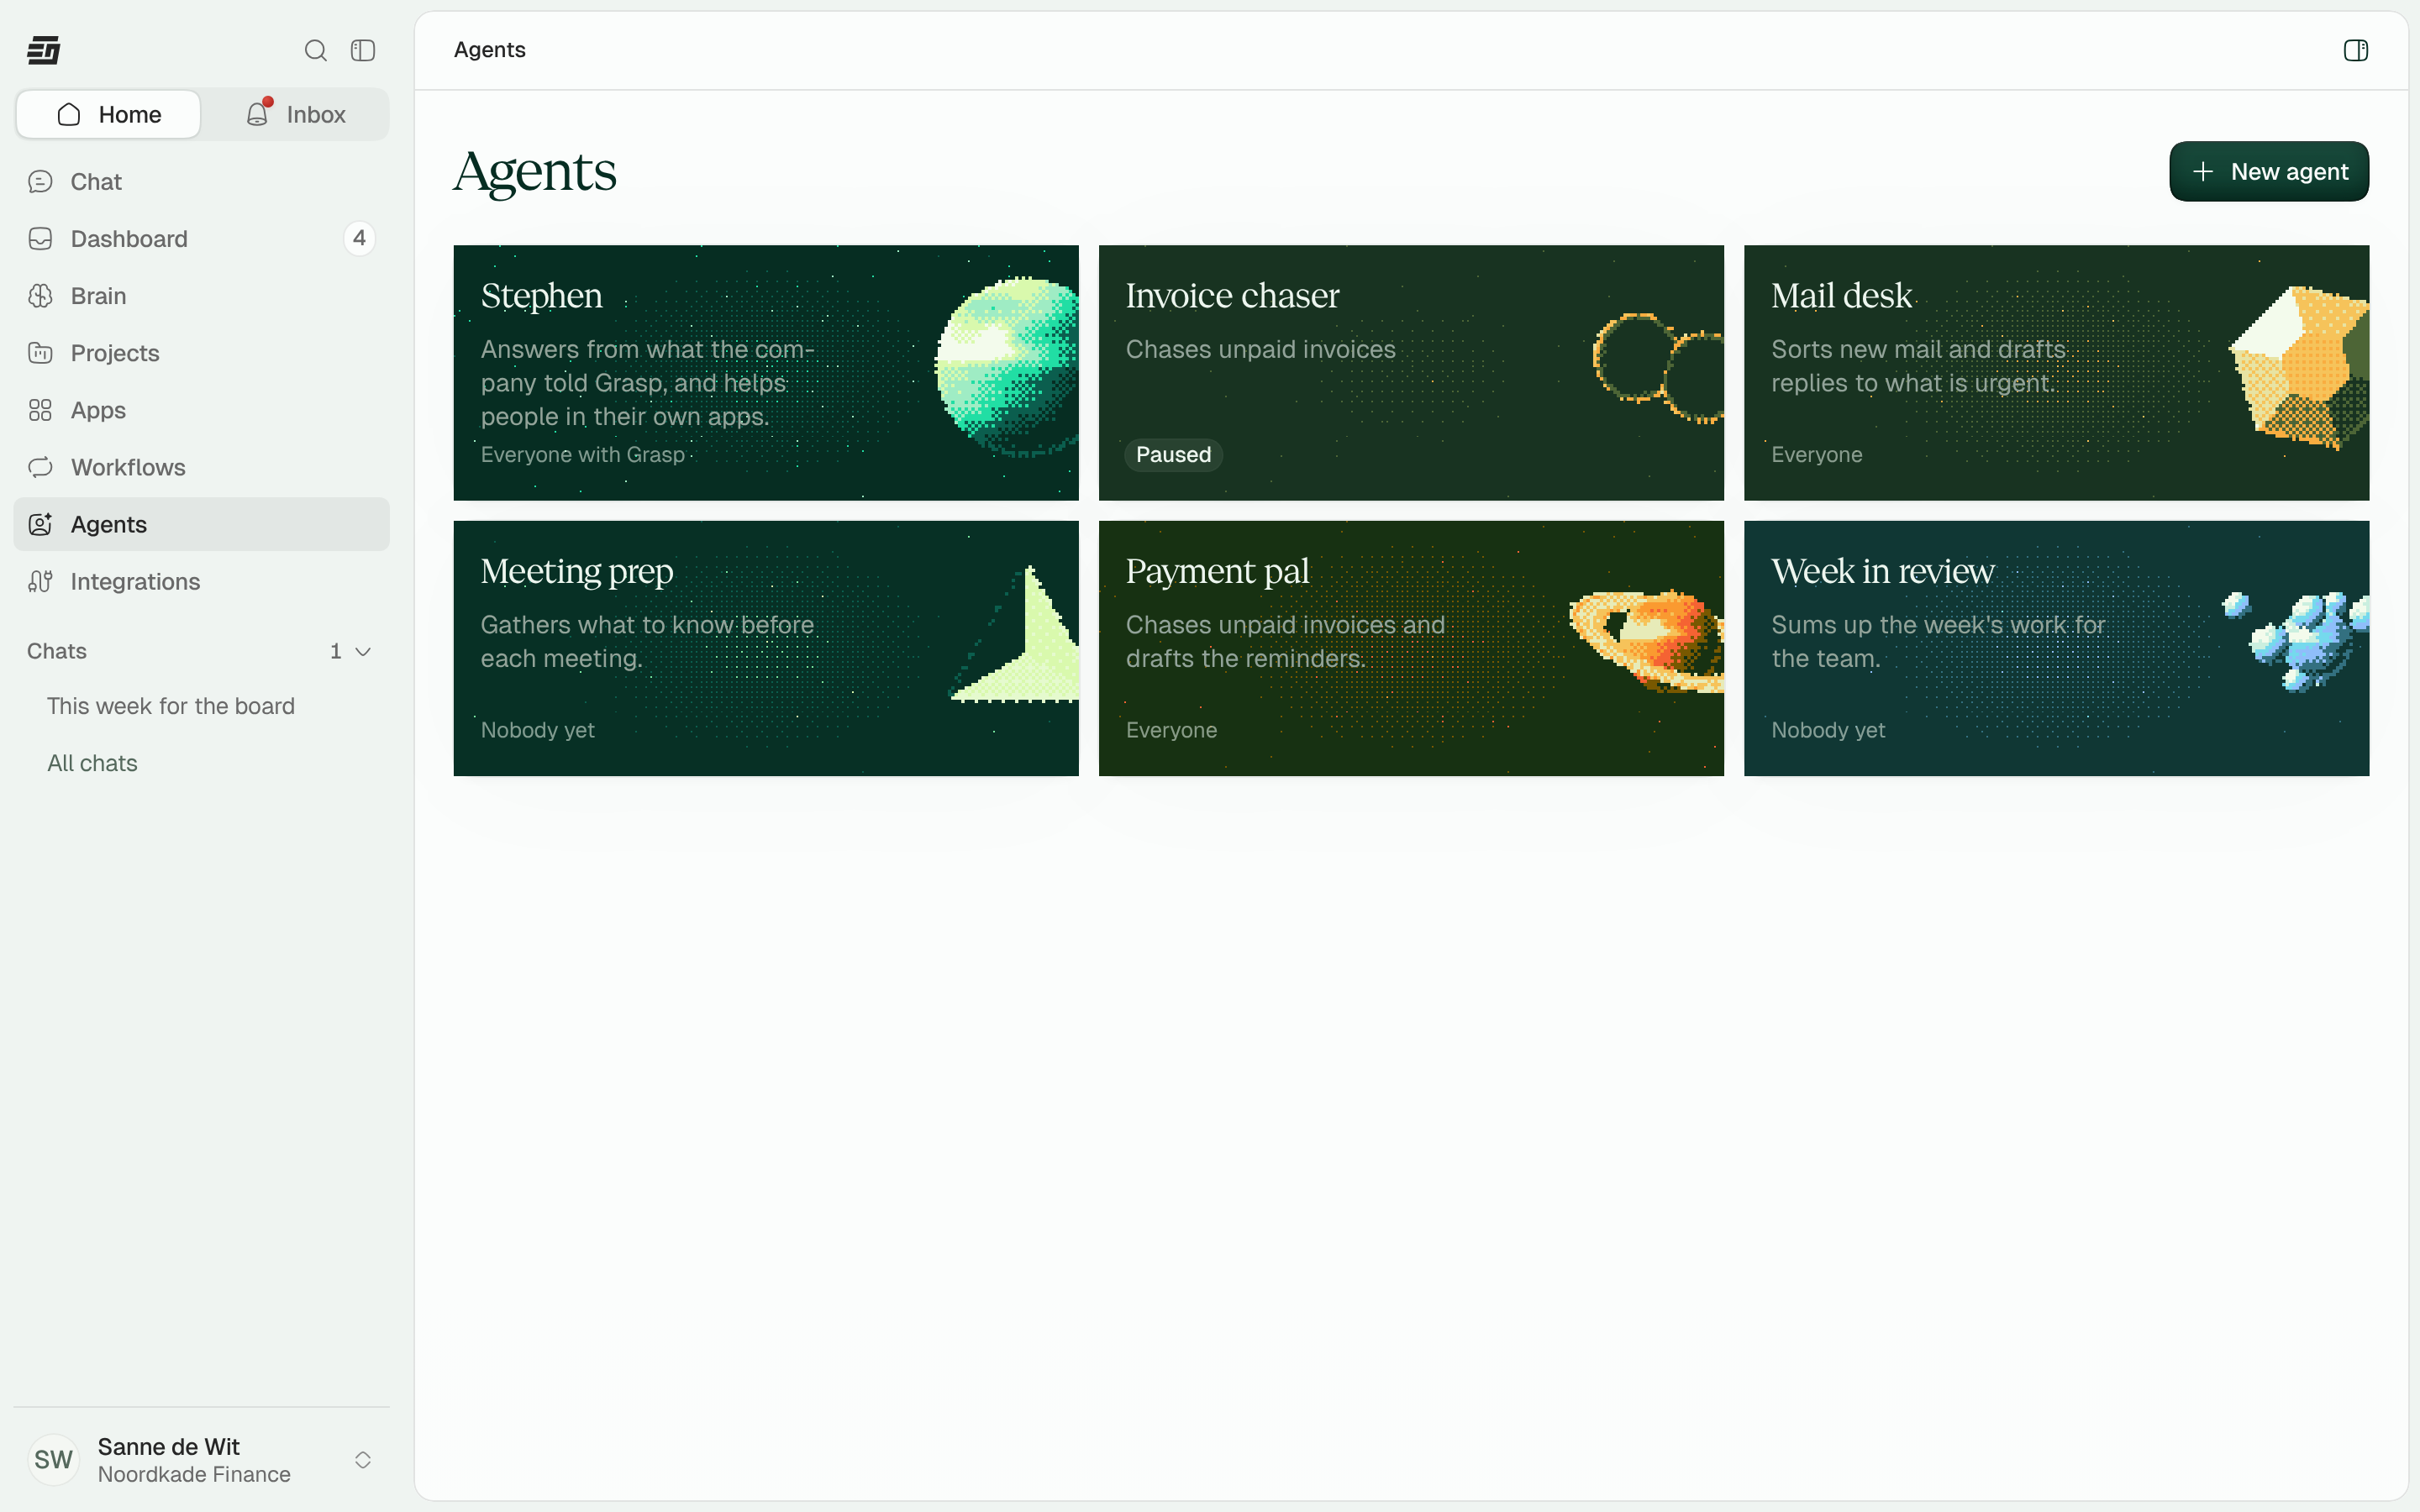 Agents
Home
Inbox
Chat
Dashboard
4
Brain
Projects
Apps
Workflows
Agents
Integrations
Chats
1
This week for the board
All chats
SW
Sanne de Wit
Noordkade Finance
Agents
New agent
Stephen
Answers from what the com-
pany told Grasp, and helps
people in their own apps.
Everyone with Grasp
Invoice chaser
Chases unpaid invoices
Paused
Mail desk
Sorts new mail and drafts
replies to what is urgent.
Everyone
Meeting prep
Gathers what to know before
each meeting.
Nobody yet
Payment pal
Chases unpaid invoices and
drafts the reminders.
Everyone
Week in review
Sums up the week's work for
the team.
Nobody yet